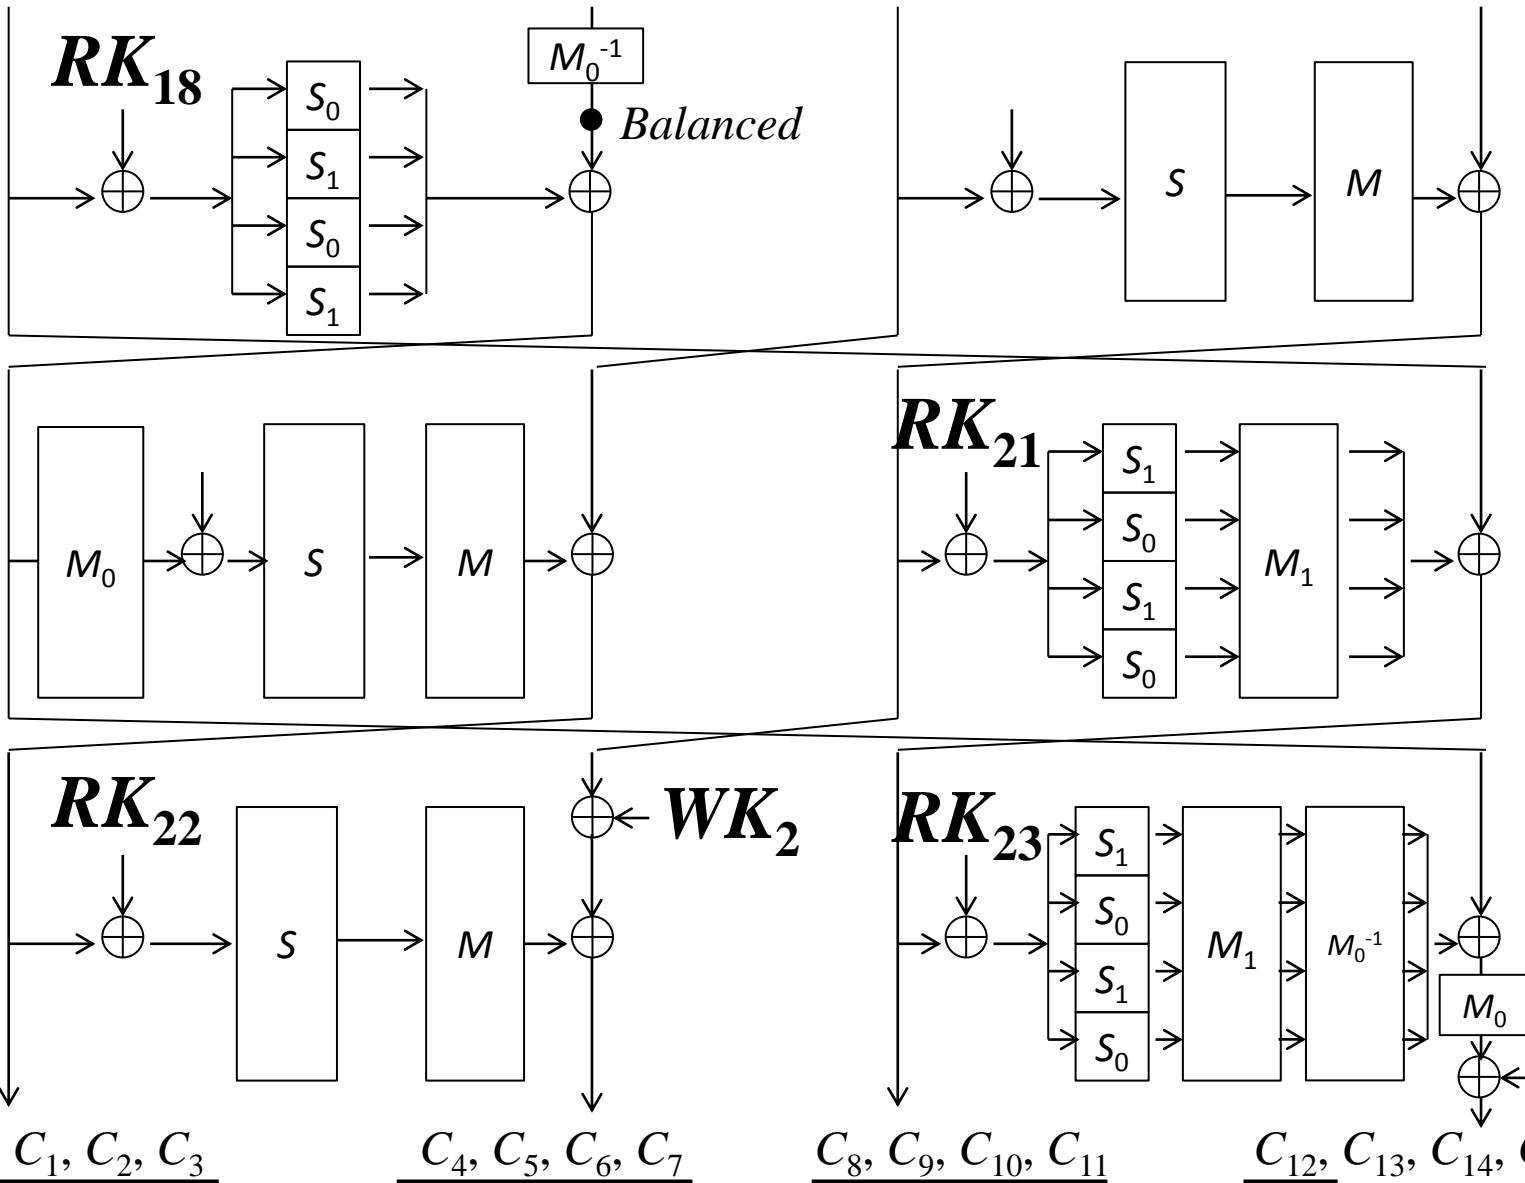 RK18
M0-1
Balanced
S0
S1
S0
S1
S
M
M0
S
M
RK21
S1
S0
S1
S0
M1
RK22
S
M
WK2
RK23
S1
S0
S1
S0
M1
M0-1
M0
C1, C2, C3
C4, C5, C6, C7
C8, C9, C10, C11
C12, C13, C14,